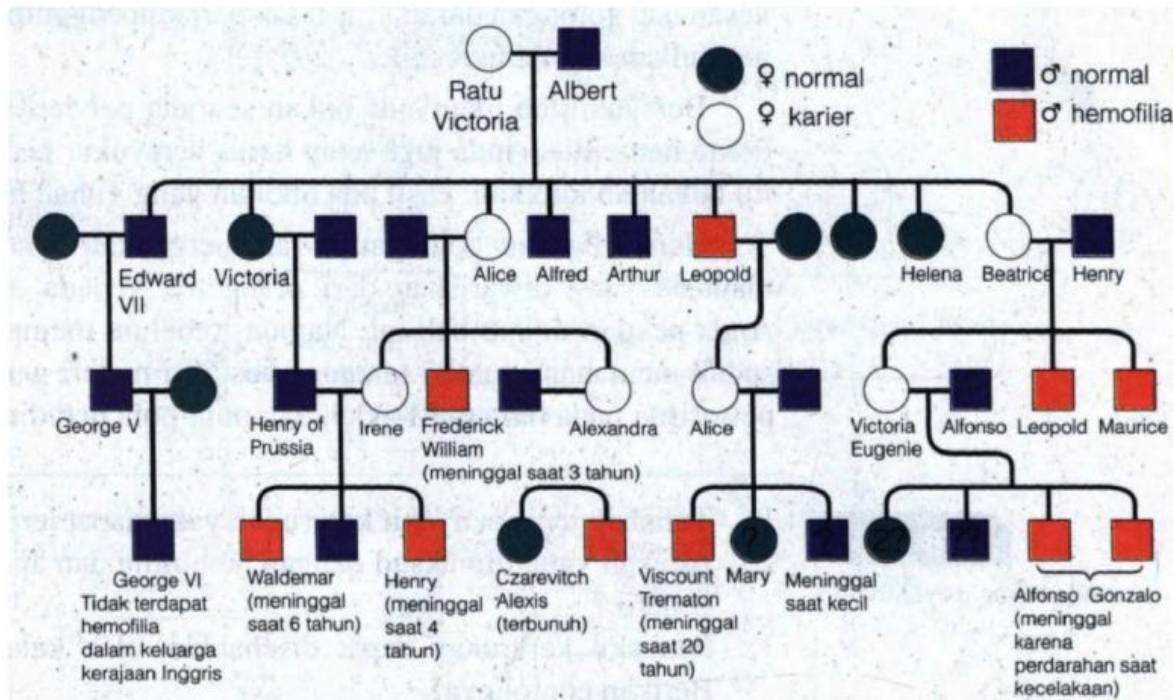 Ratu
Victoria
Albert
♀ normal
♀ karier
♂ normal
♂ hemofilia
Edward
VII
Victoria
Alice
Alfred
Arthur
Leopold
Helena
Beatrice
Henry
George V
Henry of
Prussia
Irene
Frederick
William
(meninggal saat 3 tahun)
Alexandra
Alice
Victoria
Eugenie
Alfonso
Leopold
Maurice
?
?
??
??
George VI
Tidak terdapat
hemofilia
dalam keluarga
kerajaan Inggris
Waldemar
(meninggal
saat 6 tahun)
Henry
(meninggal
saat 4
tahun)
Czarevitch
Alexis
(terbunuh)
Viscount
Trematon
(meninggal
saat 20
tahun)
Mary
Meninggal
saat kecil
Alfonso
Gonzalo
(meninggal
karena
perdarahan saat
kecelakaan)